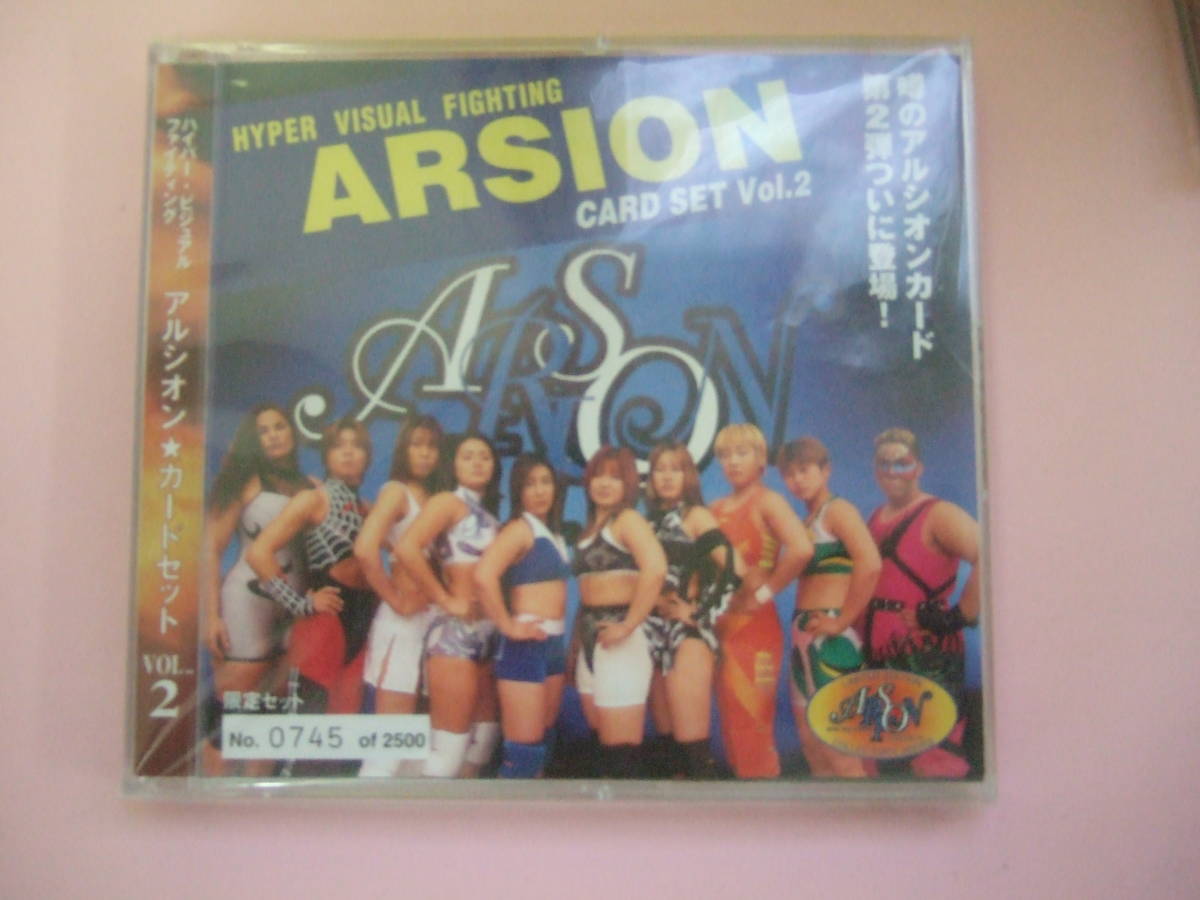 HYPER VISUAL FIGHTING
ARSION
CARD SET Vol.2
噂のアルシオンカード
第2弾ついに登場!
ハイパー・ビジュアル
ファイティング
アルシオン★カードセット
VOL.
2
ARSION
限定セット
No. 0745 of 2500
ARSION